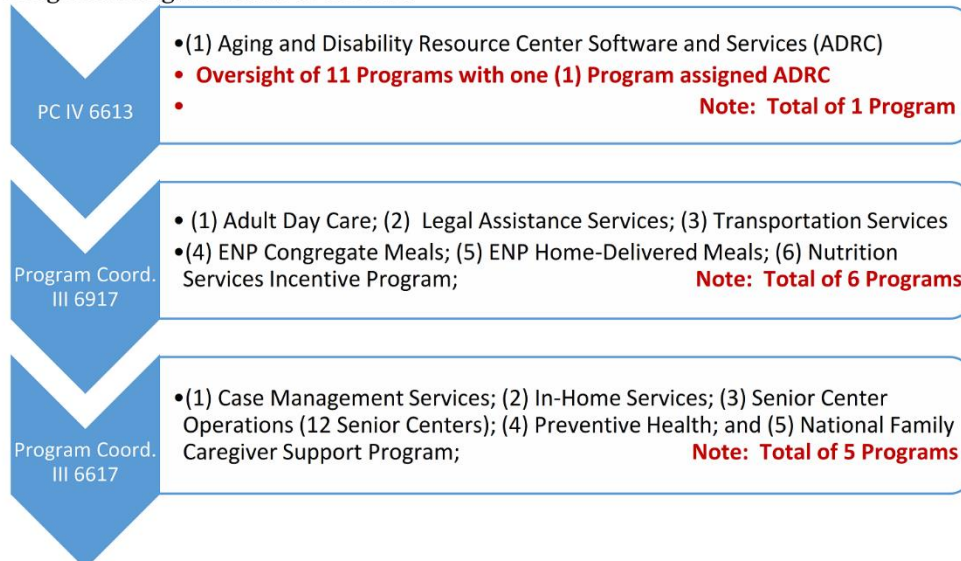 •(1) Aging and Disability Resource Center Software and Services (ADRC)
• Oversight of 11 Programs with one (1) Program assigned ADRC
• Note: Total of 1 Program
PC IV 6613
• (1) Adult Day Care; (2) Legal Assistance Services; (3) Transportation Services
•(4) ENP Congregate Meals; (5) ENP Home-Delivered Meals; (6) Nutrition
Services Incentive Program; Note: Total of 6 Programs
Program Coord.
III 6917
•(1) Case Management Services; (2) In-Home Services; (3) Senior Center
Operations (12 Senior Centers); (4) Preventive Health; and (5) National Family
Caregiver Support Program; Note: Total of 5 Programs
Program Coord.
III 6617